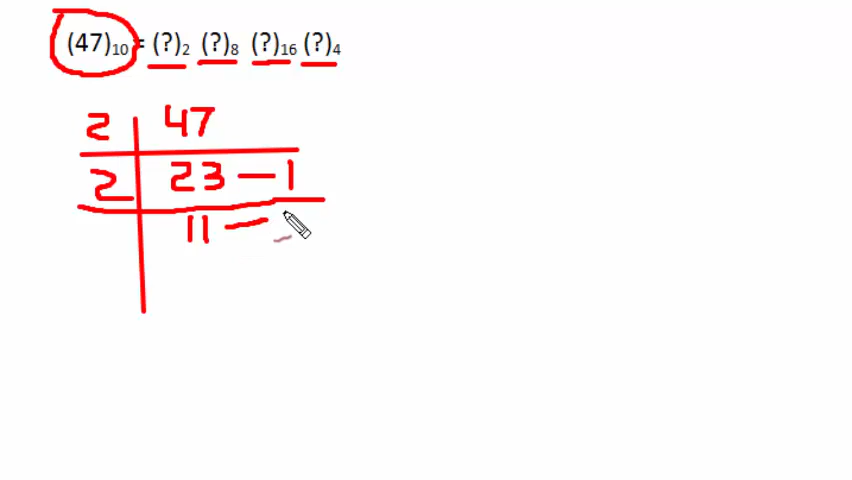 (47)₁₀ = (?)₂ (?)₈ (?)₁₆ (?)₄
2 47
2 23 — 1
11 —